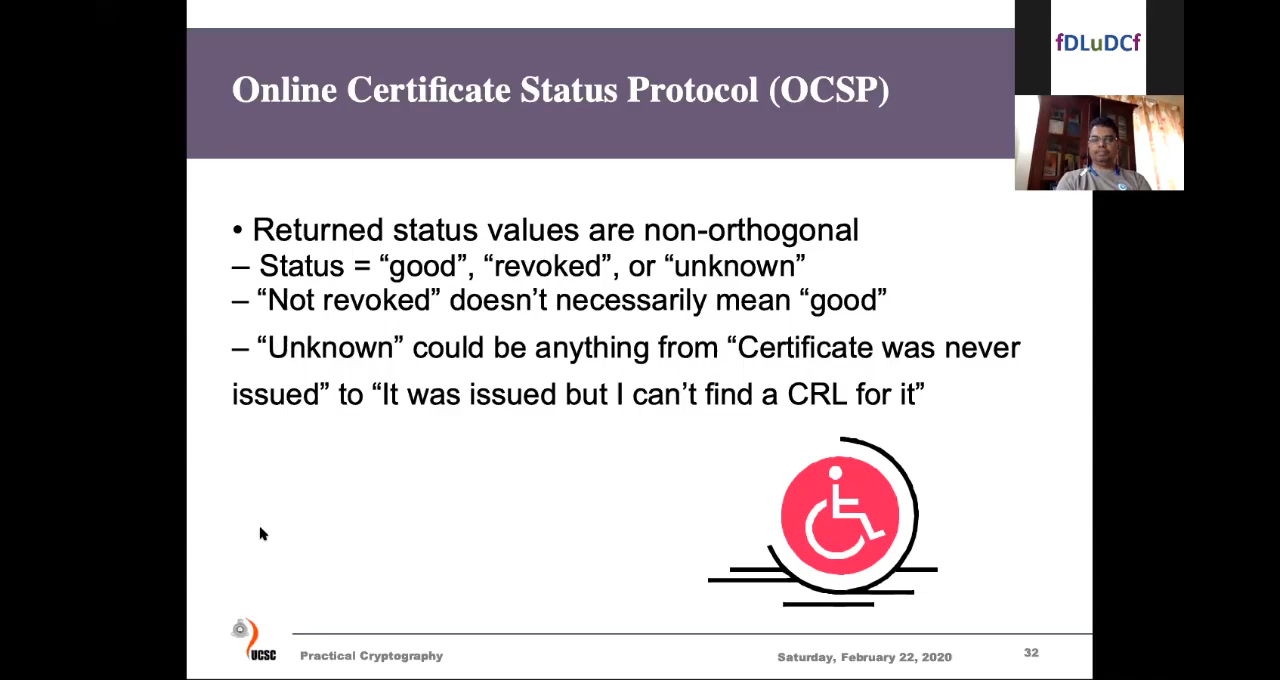 fDLuDCf
Online Certificate Status Protocol (OCSP)
• Returned status values are non-orthogonal
– Status = “good”, “revoked”, or “unknown”
– “Not revoked” doesn’t necessarily mean “good”
– “Unknown” could be anything from “Certificate was never
issued” to “It was issued but I can’t find a CRL for it”
UCSC
Practical Cryptography
Saturday, February 22, 2020
32